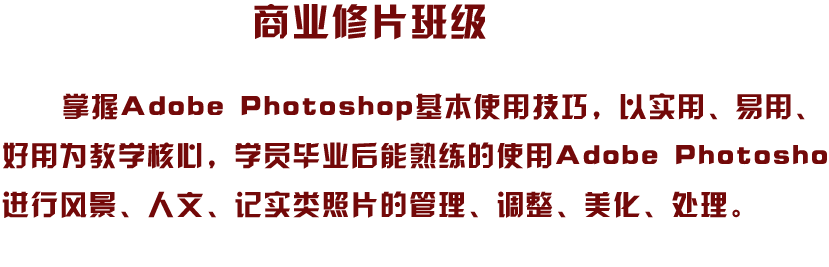 商业修片班级
掌握Adobe Photoshop基本使用技巧，以实用、易用、
好用为教学核心，学员毕业后能熟练的使用Adobe Photosho
进行风景、人文、记实类照片的管理、调整、美化、处理。